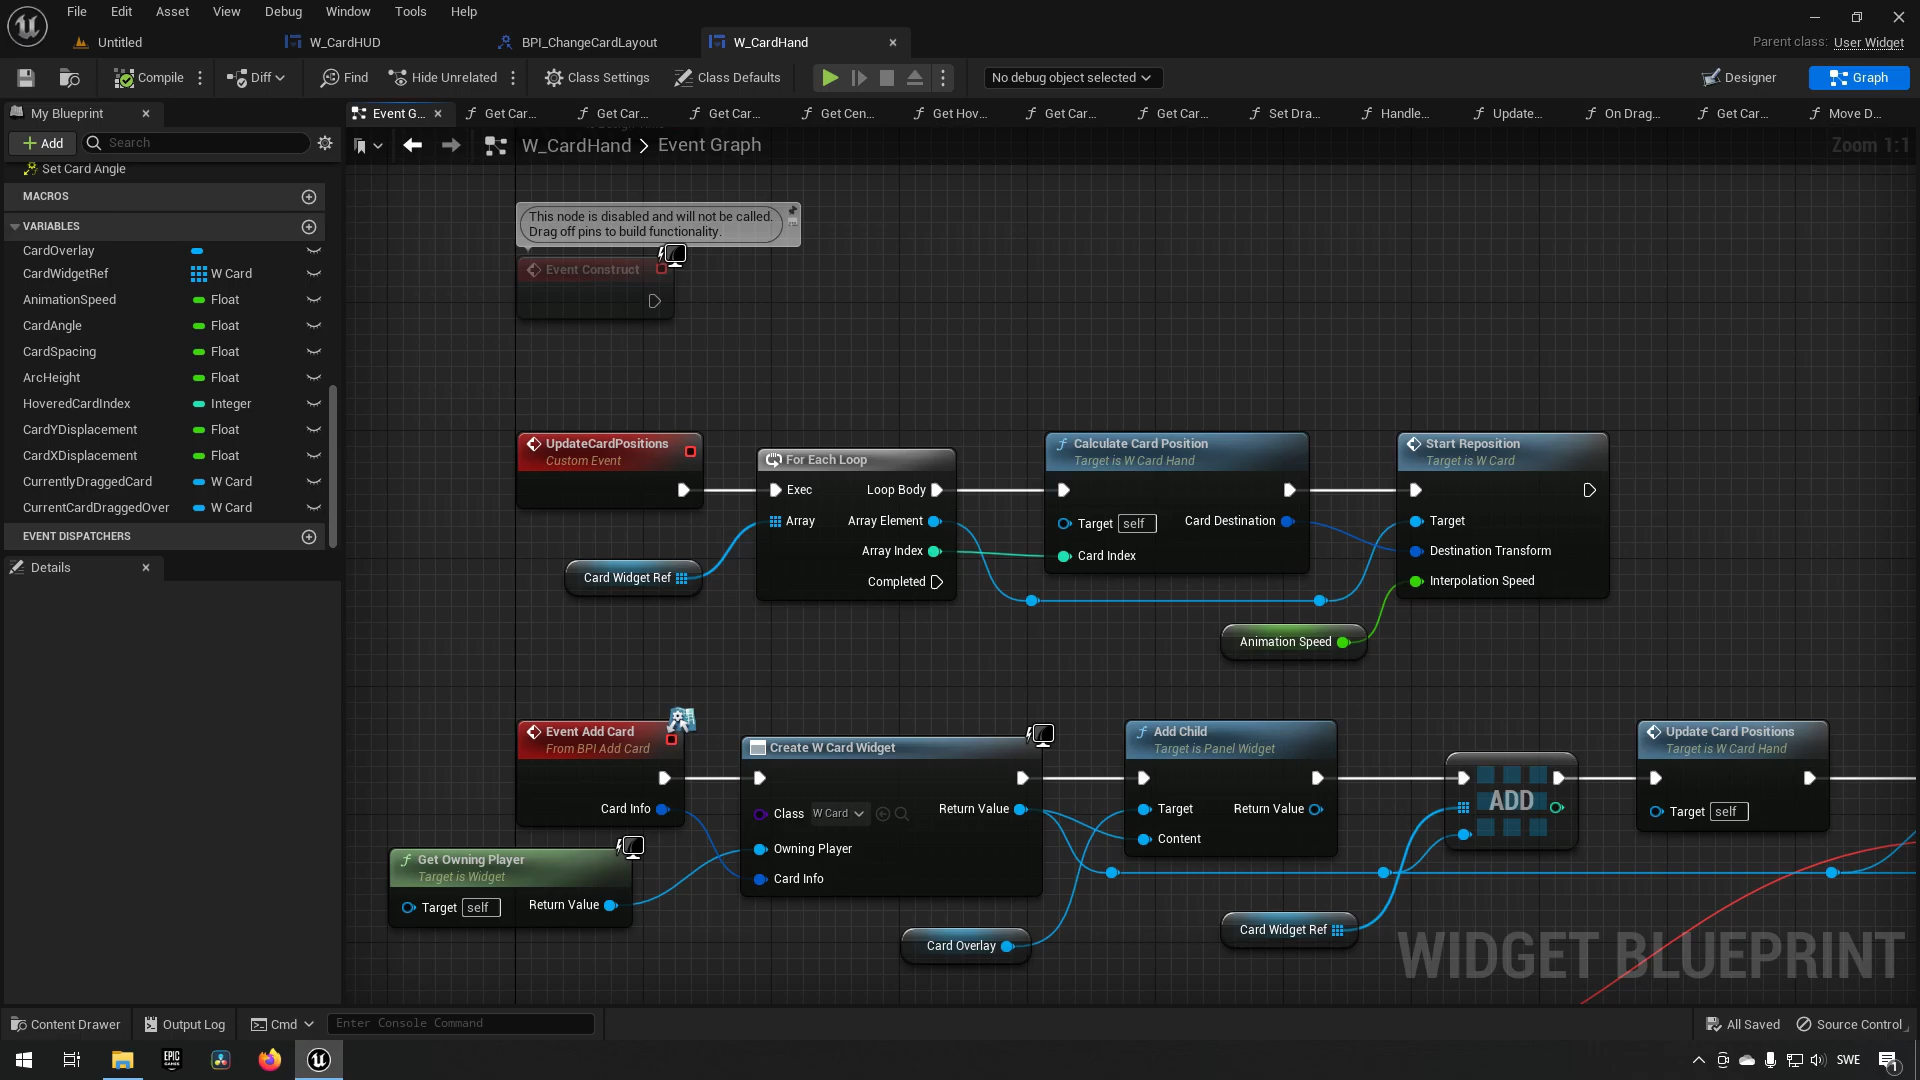 File Edit Asset View Debug Window Tools Help
Untitled W_CardHUD BPI_ChangeCardLayout W_CardHand
Parent class: User Widget
Compile Diff Find Hide Unrelated Class Settings Class Defaults No debug object selected Designer Graph
My Blueprint
Event G... Get Car... Get Car... Get Car... Get Cen... Get Hov... Get Car... Get Car... Set Dra... Handle... Update... On Drag... Get Car... Move D...
Add Search
W_CardHand > Event Graph
Zoom 1:1
Set Card Angle
MACROS
VARIABLES
CardOverlay
CardWidgetRef W Card
AnimationSpeed Float
CardAngle Float
CardSpacing Float
ArcHeight Float
HoveredCardIndex Integer
CardYDisplacement Float
CardXDisplacement Float
CurrentlyDraggedCard W Card
CurrentCardDraggedOver W Card
EVENT DISPATCHERS
Details
This node is disabled and will not be called.
Drag off pins to build functionality.
Event Construct
UpdateCardPositions
Custom Event
Card Widget Ref
For Each Loop
Exec Loop Body
Array Array Element
Array Index
Completed
Calculate Card Position
Target is W Card Hand
Target self Card Destination
Card Index
Start Reposition
Target is W Card
Target
Destination Transform
Interpolation Speed
Animation Speed
Event Add Card
From BPI Add Card
Card Info
Get Owning Player
Target is Widget
Target self Return Value
Create W Card Widget
Class W Card Return Value
Owning Player
Card Info
Card Overlay
Add Child
Target is Panel Widget
Target Return Value
Content
Card Widget Ref
ADD
Update Card Positions
Target is W Card Hand
Target self
WIDGET BLUEPRINT
Content Drawer Output Log Cmd Enter Console Command All Saved Source Control
EPIC
GAMES
SWE
1